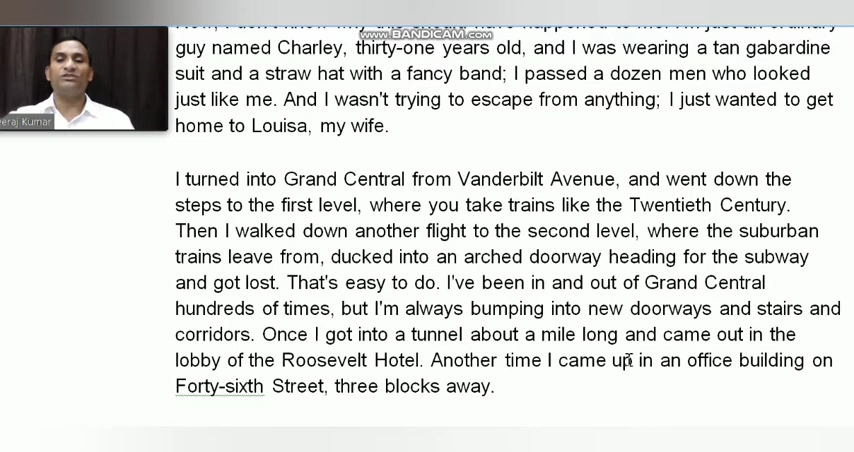 www.BANDICAM.com
guy named Charley, thirty-one years old, and I was wearing a tan gabardine
suit and a straw hat with a fancy band; I passed a dozen men who looked
just like me. And I wasn't trying to escape from anything; I just wanted to get
home to Louisa, my wife.
eeraj Kumar
I turned into Grand Central from Vanderbilt Avenue, and went down the
steps to the first level, where you take trains like the Twentieth Century.
Then I walked down another flight to the second level, where the suburban
trains leave from, ducked into an arched doorway heading for the subway
and got lost. That's easy to do. I've been in and out of Grand Central
hundreds of times, but I'm always bumping into new doorways and stairs and
corridors. Once I got into a tunnel about a mile long and came out in the
lobby of the Roosevelt Hotel. Another time I came up in an office building on
Forty-sixth Street, three blocks away.